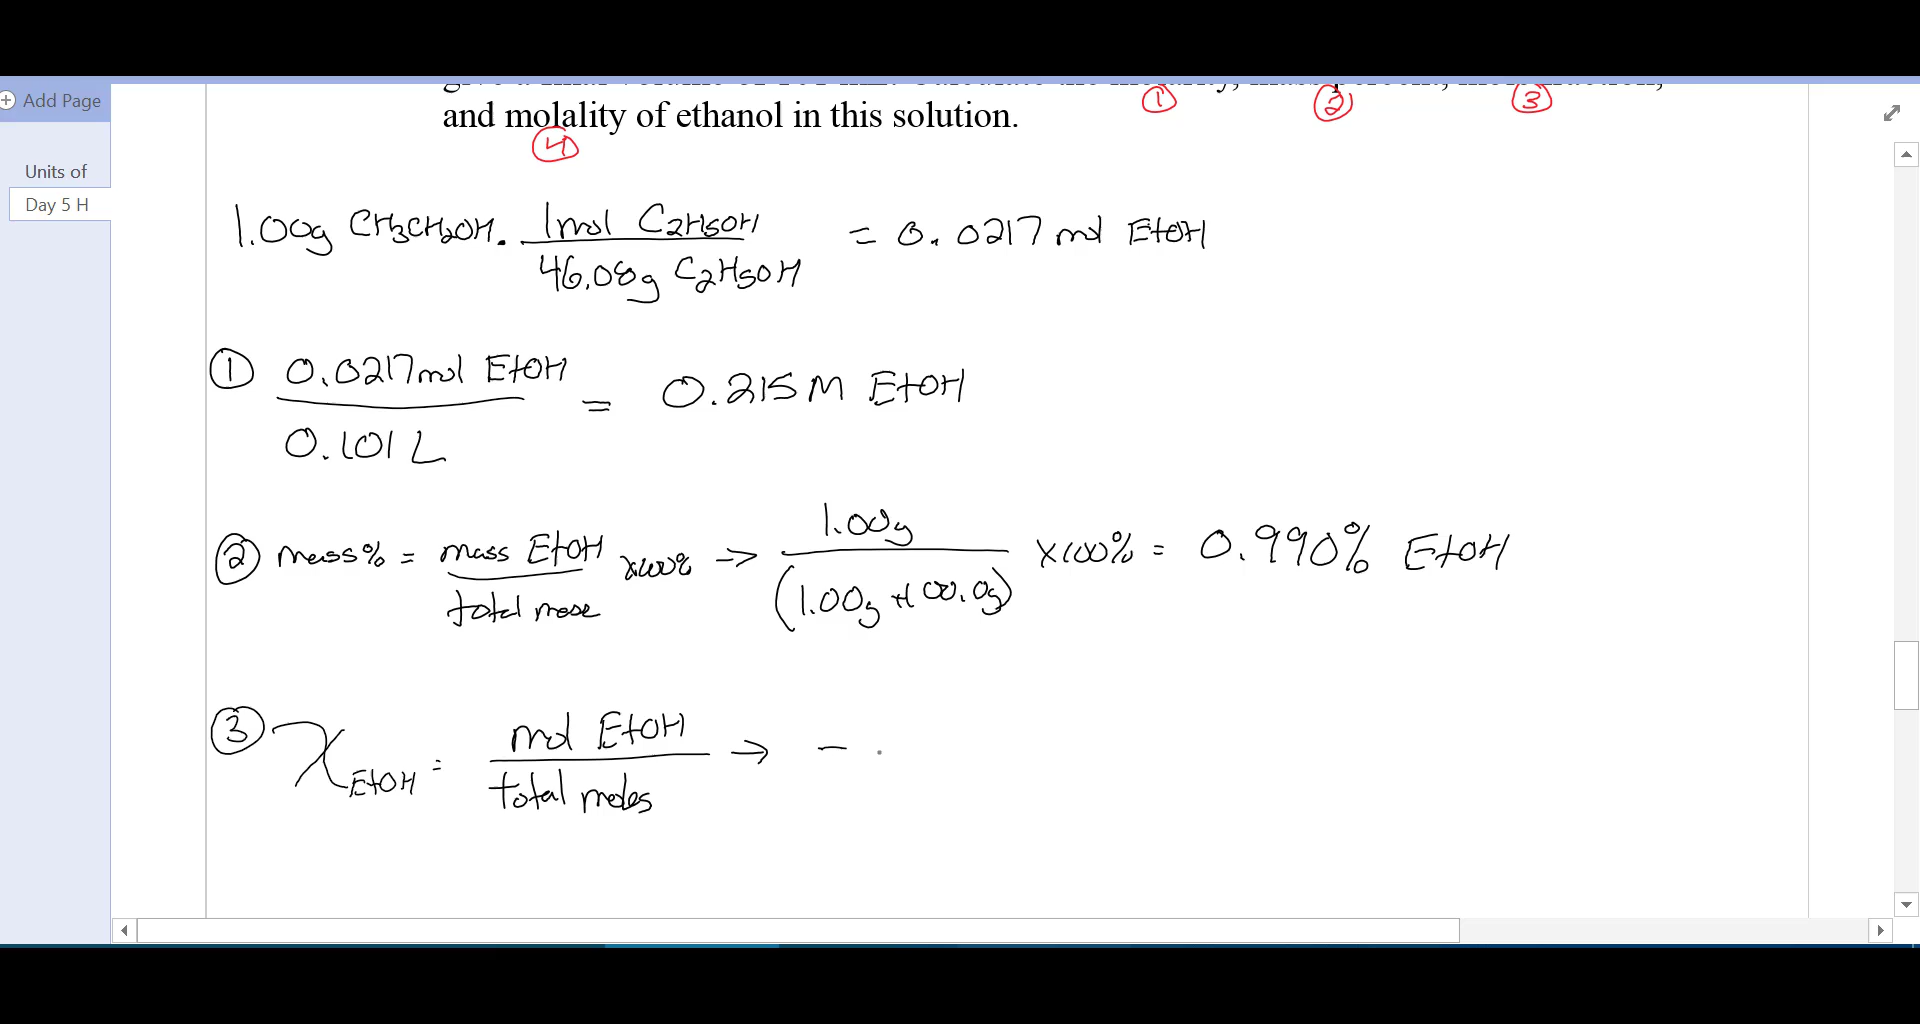 Add Page
Units of
Day 5 H
and molality of ethanol in this solution.
① ② ③
④
1.00g CH3CH2OH · 1mol C2H5OH / 46.08g C2H5OH = 0.0217 mol EtOH
① 0.0217mol EtOH / 0.101 L = 0.215 M EtOH
② mass% = mass EtOH / total mass x100% → 1.00g / (1.00g + 100.0g) x100% = 0.990% EtOH
③ χEtOH = mol EtOH / total moles →